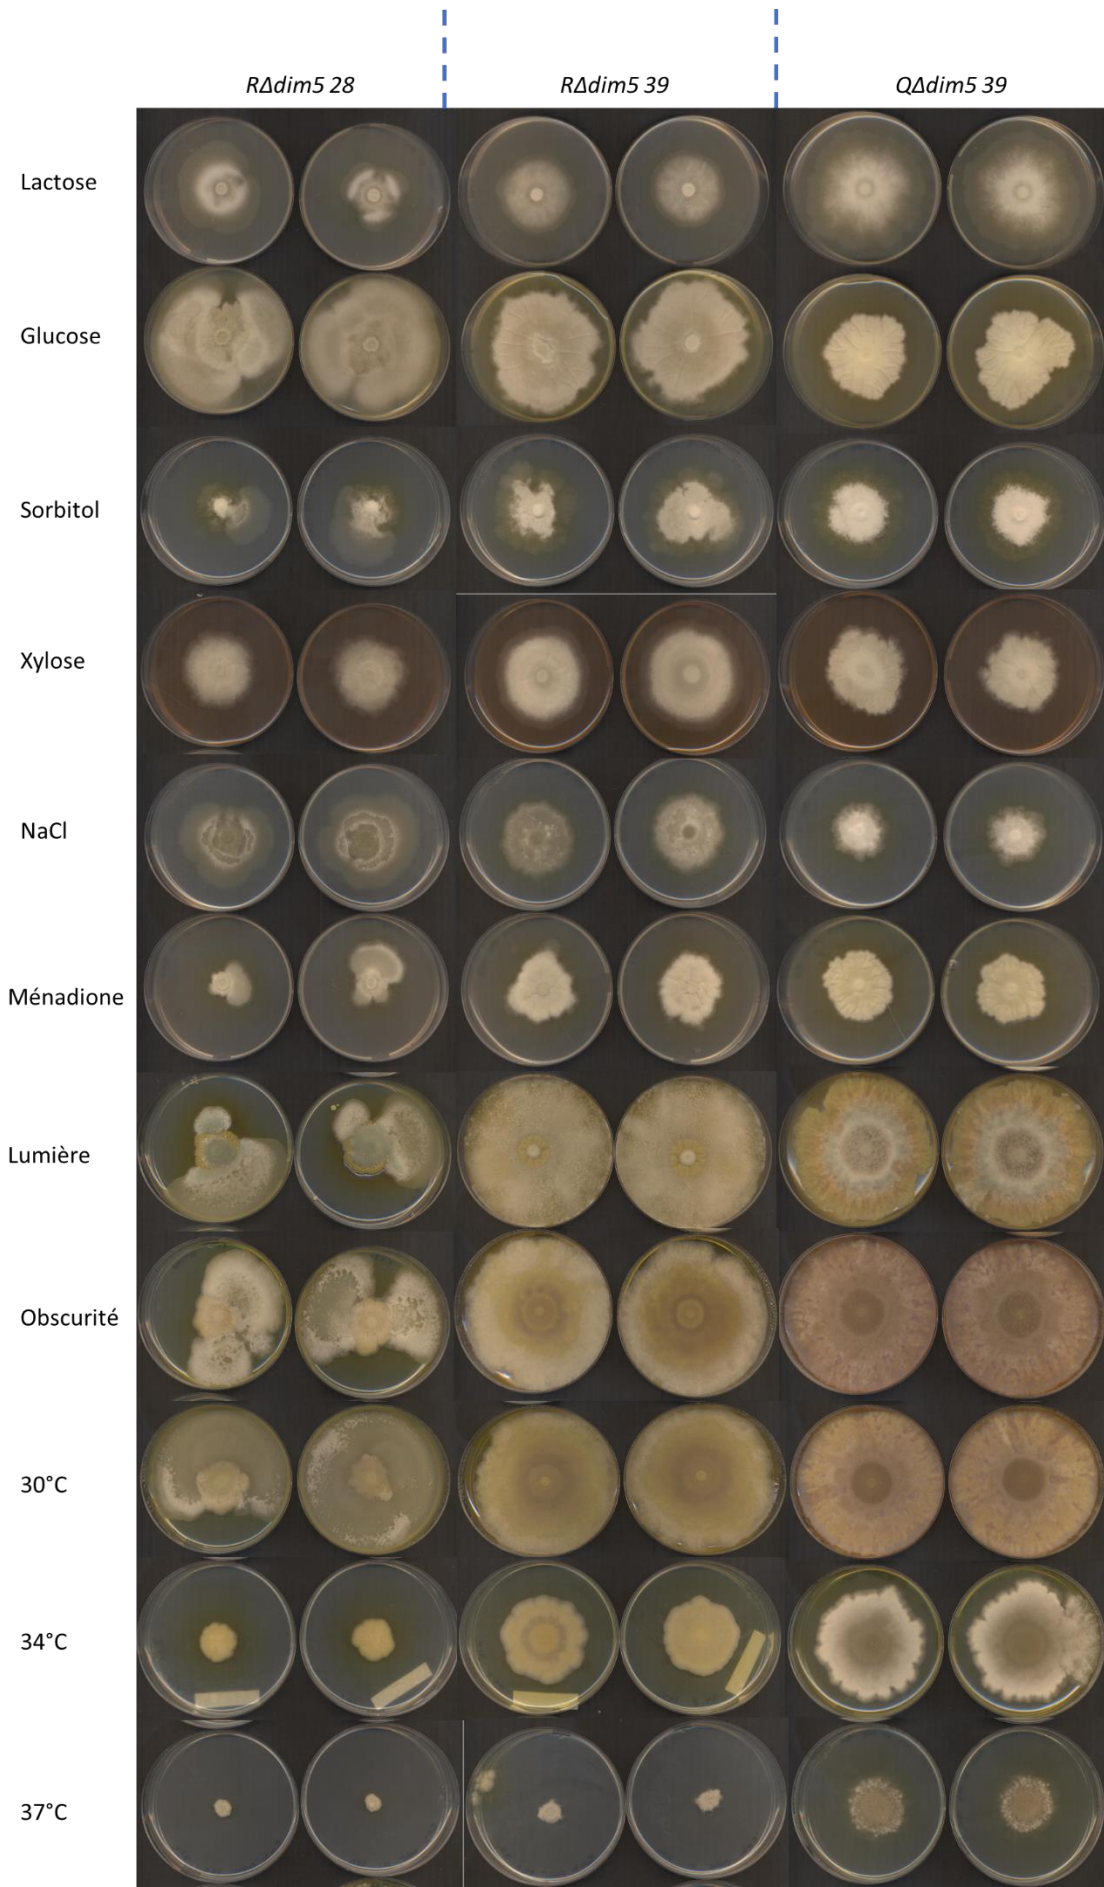 RΔdim5 28 RΔdim5 39 QΔdim5 39
Lactose
Glucose
Sorbitol
Xylose
NaCl
Ménadione
Lumière
Obscurité
30°C
34°C
37°C